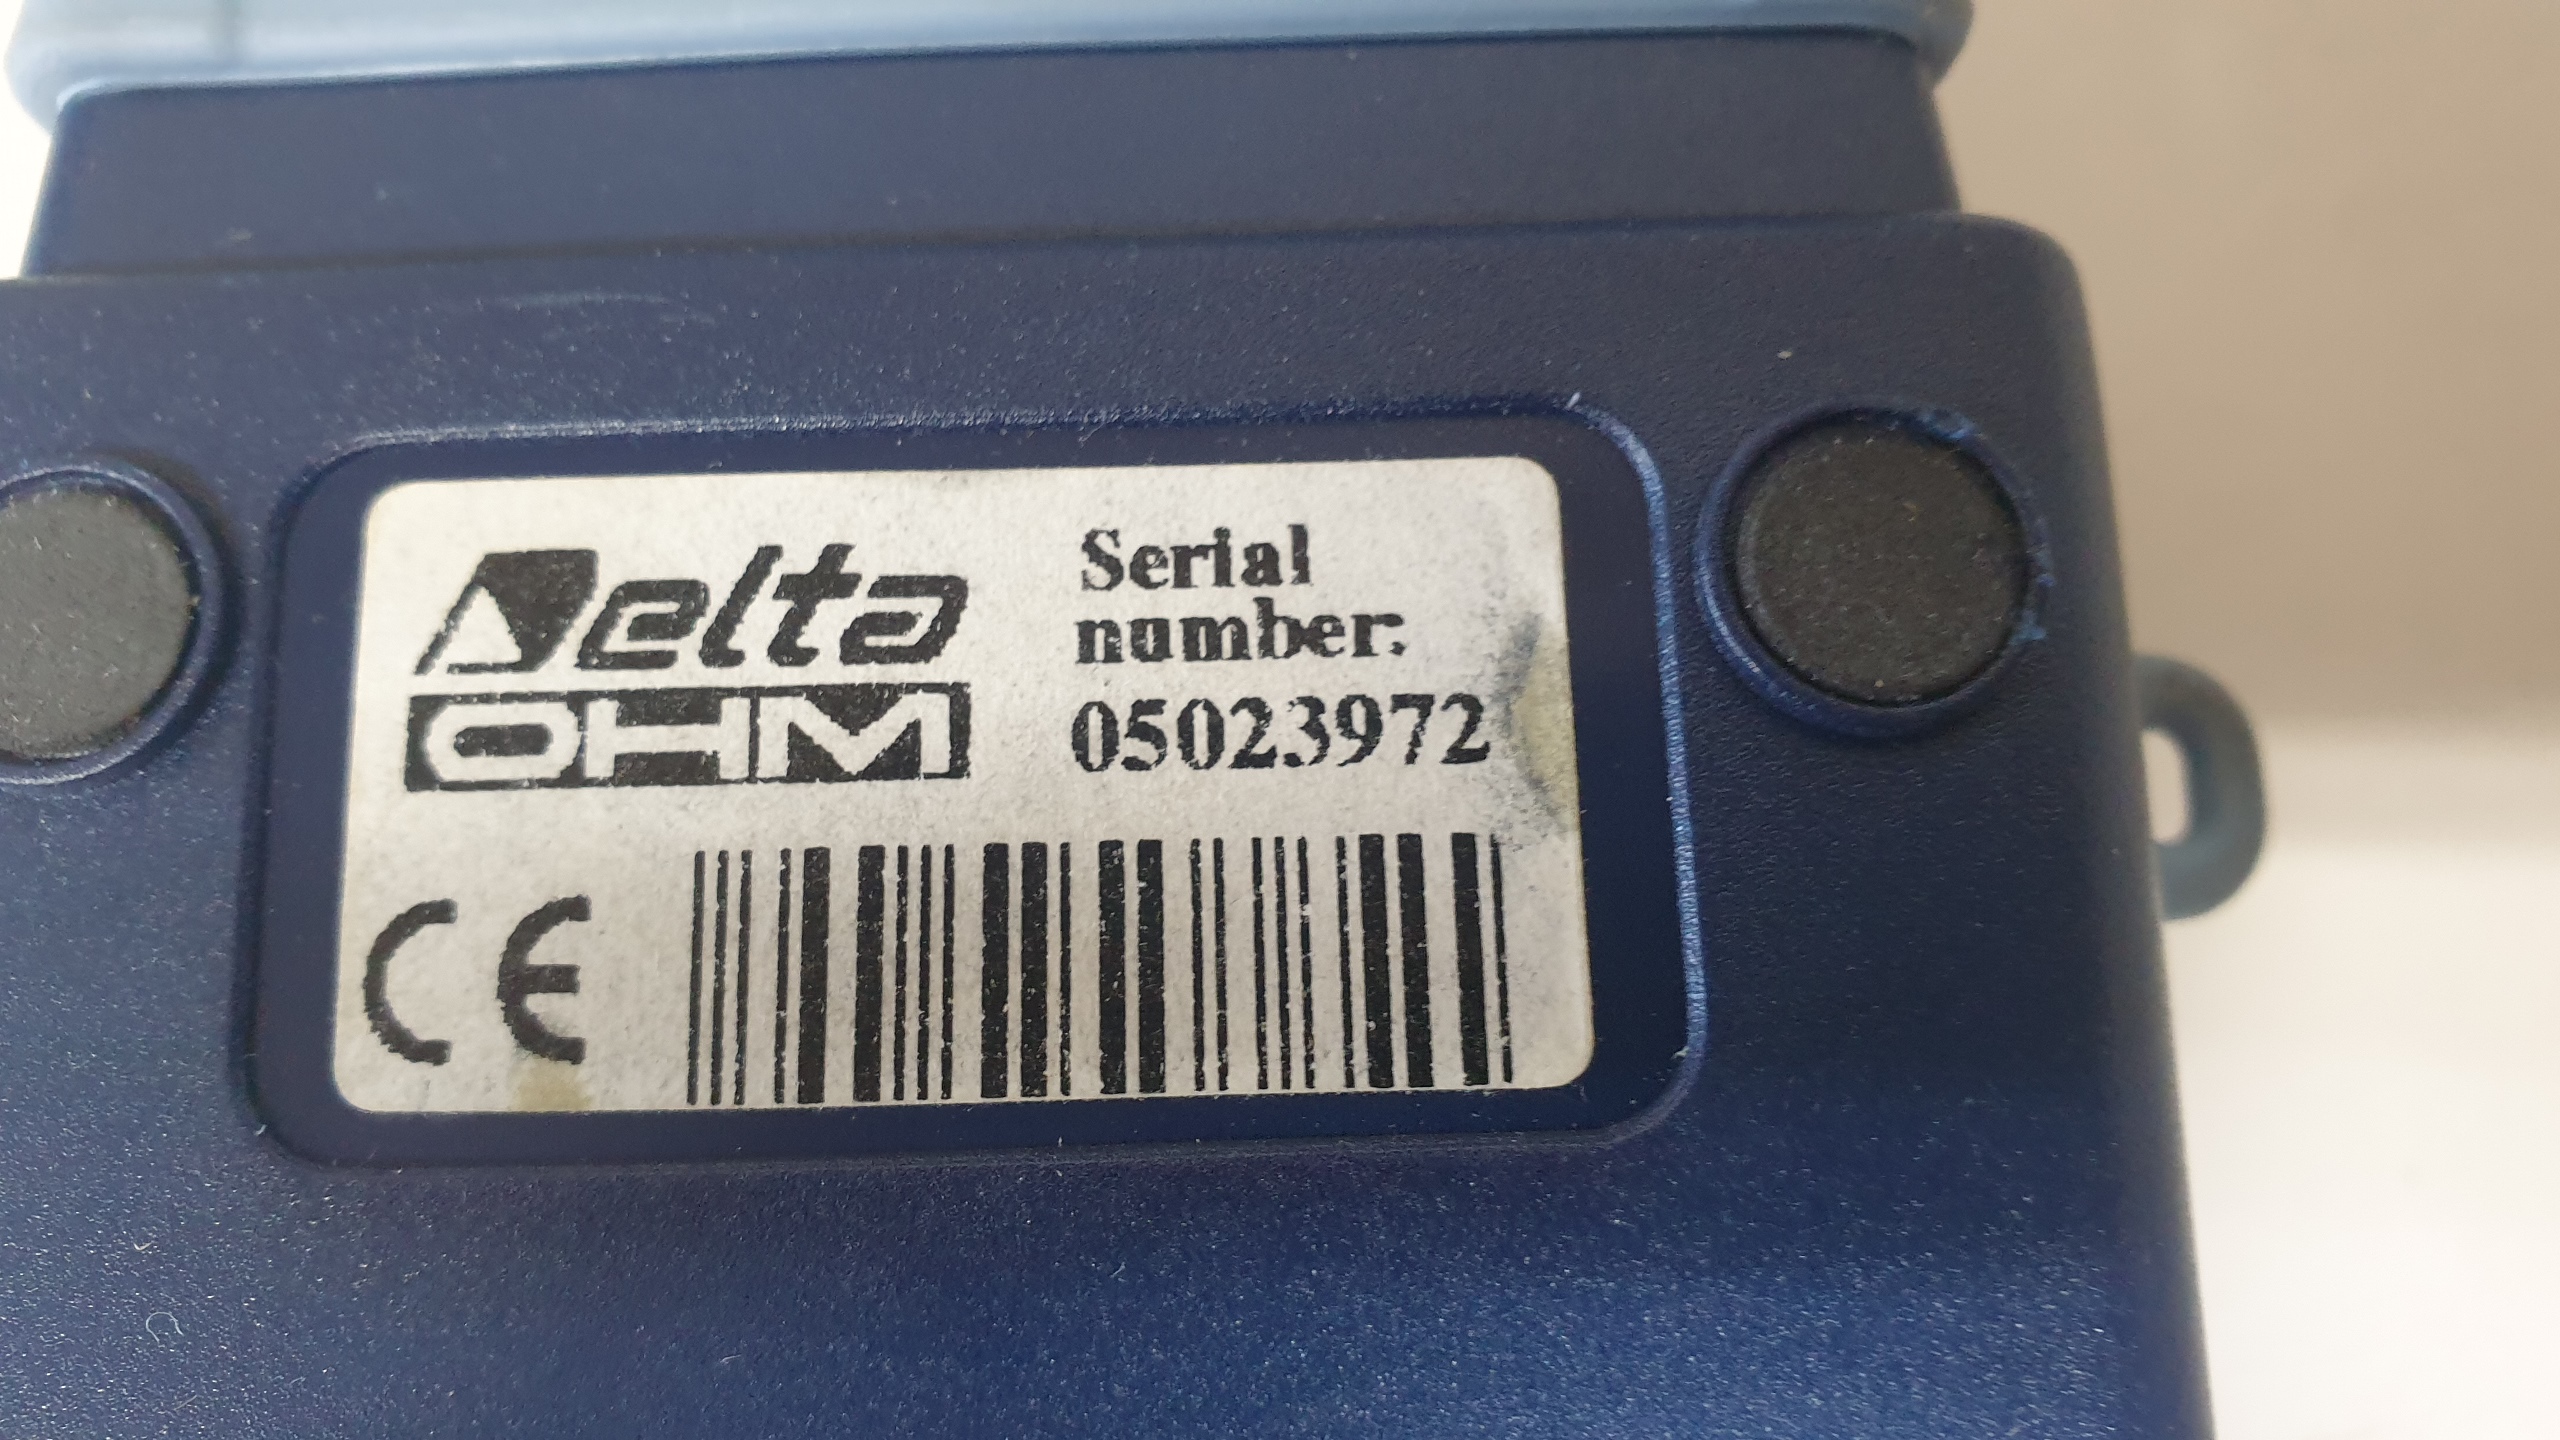 Delta
OHM
Serial
number:
05023972
CE